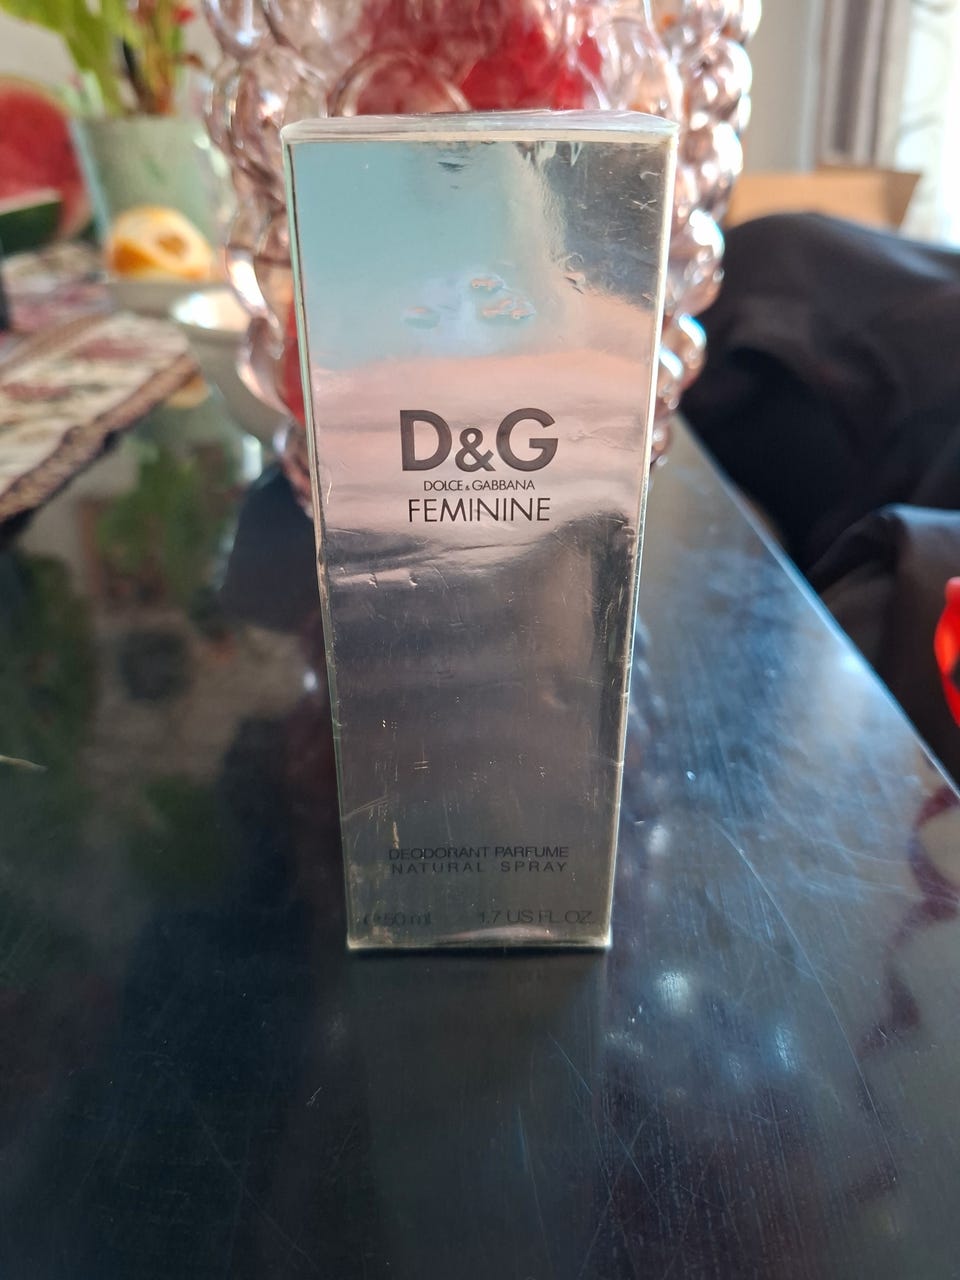 D&G
DOLCE & GABBANA
FEMININE
DEODORANT PARFUME
NATURAL SPRAY
℮ 50 ml 1.7 US FL.OZ.